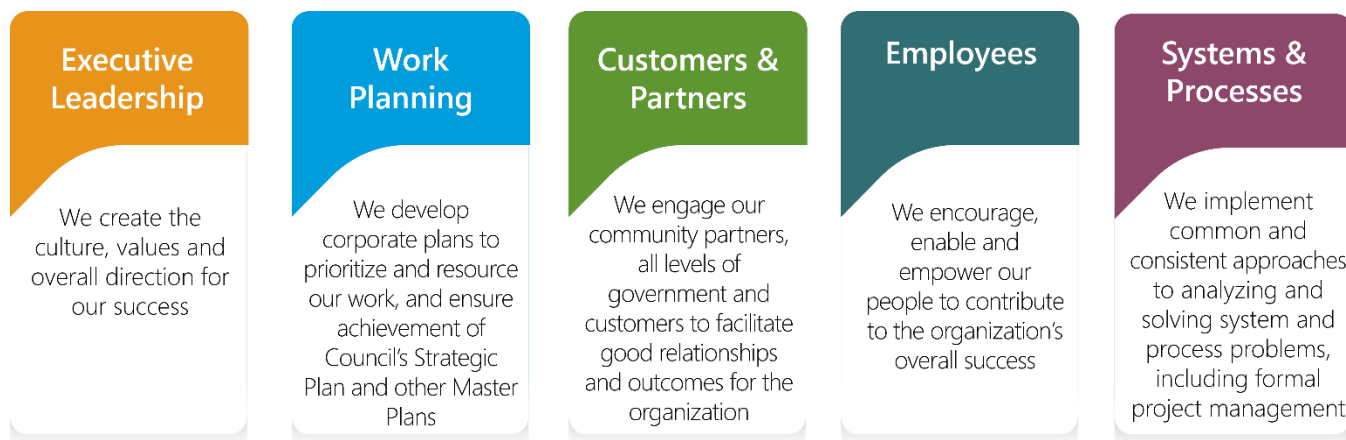 Executive
Leadership
We create the
culture, values and
overall direction for
our success
Work
Planning
We develop
corporate plans to
prioritize and resource
our work, and ensure
achievement of
Council's Strategic
Plan and other Master
Plans
Customers &
Partners
We engage our
community partners,
all levels of
government and
customers to facilitate
good relationships
and outcomes for the
organization
Employees
We encourage,
enable and
empower our
people to contribute
to the organization's
overall success
Systems &
Processes
We implement
common and
consistent approaches
to analyzing and
solving system and
process problems,
including formal
project management